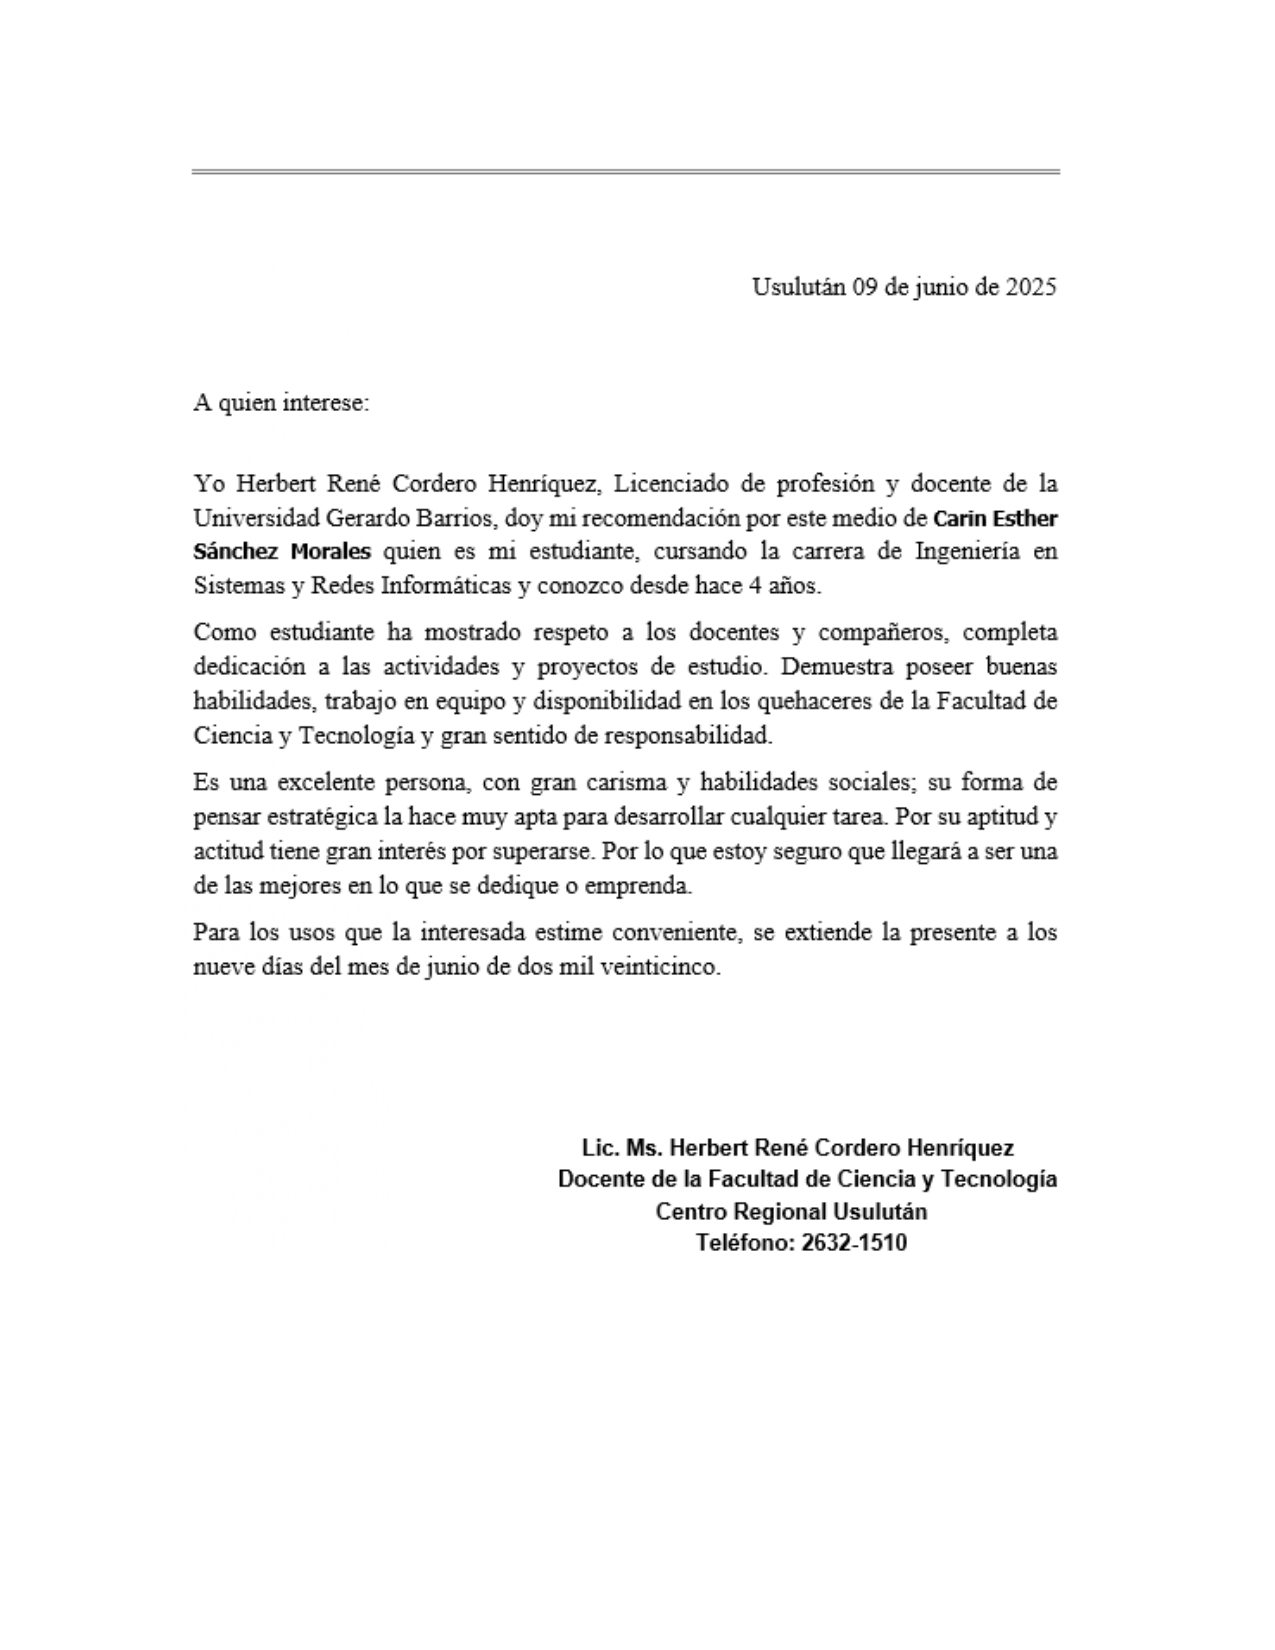 Usulután 09 de junio de 2025
A quien interese:
Yo Herbert René Cordero Henríquez, Licenciado de profesión y docente de la
Universidad Gerardo Barrios, doy mi recomendación por este medio de Carin Esther
Sánchez Morales quien es mi estudiante, cursando la carrera de Ingeniería en
Sistemas y Redes Informáticas y conozco desde hace 4 años.
Como estudiante ha mostrado respeto a los docentes y compañeros, completa
dedicación a las actividades y proyectos de estudio. Demuestra poseer buenas
habilidades, trabajo en equipo y disponibilidad en los quehaceres de la Facultad de
Ciencia y Tecnología y gran sentido de responsabilidad.
Es una excelente persona, con gran carisma y habilidades sociales; su forma de
pensar estratégica la hace muy apta para desarrollar cualquier tarea. Por su aptitud y
actitud tiene gran interés por superarse. Por lo que estoy seguro que llegará a ser una
de las mejores en lo que se dedique o emprenda.
Para los usos que la interesada estime conveniente, se extiende la presente a los
nueve días del mes de junio de dos mil veinticinco.
Lic. Ms. Herbert René Cordero Henríquez
Docente de la Facultad de Ciencia y Tecnología
Centro Regional Usulután
Teléfono: 2632-1510